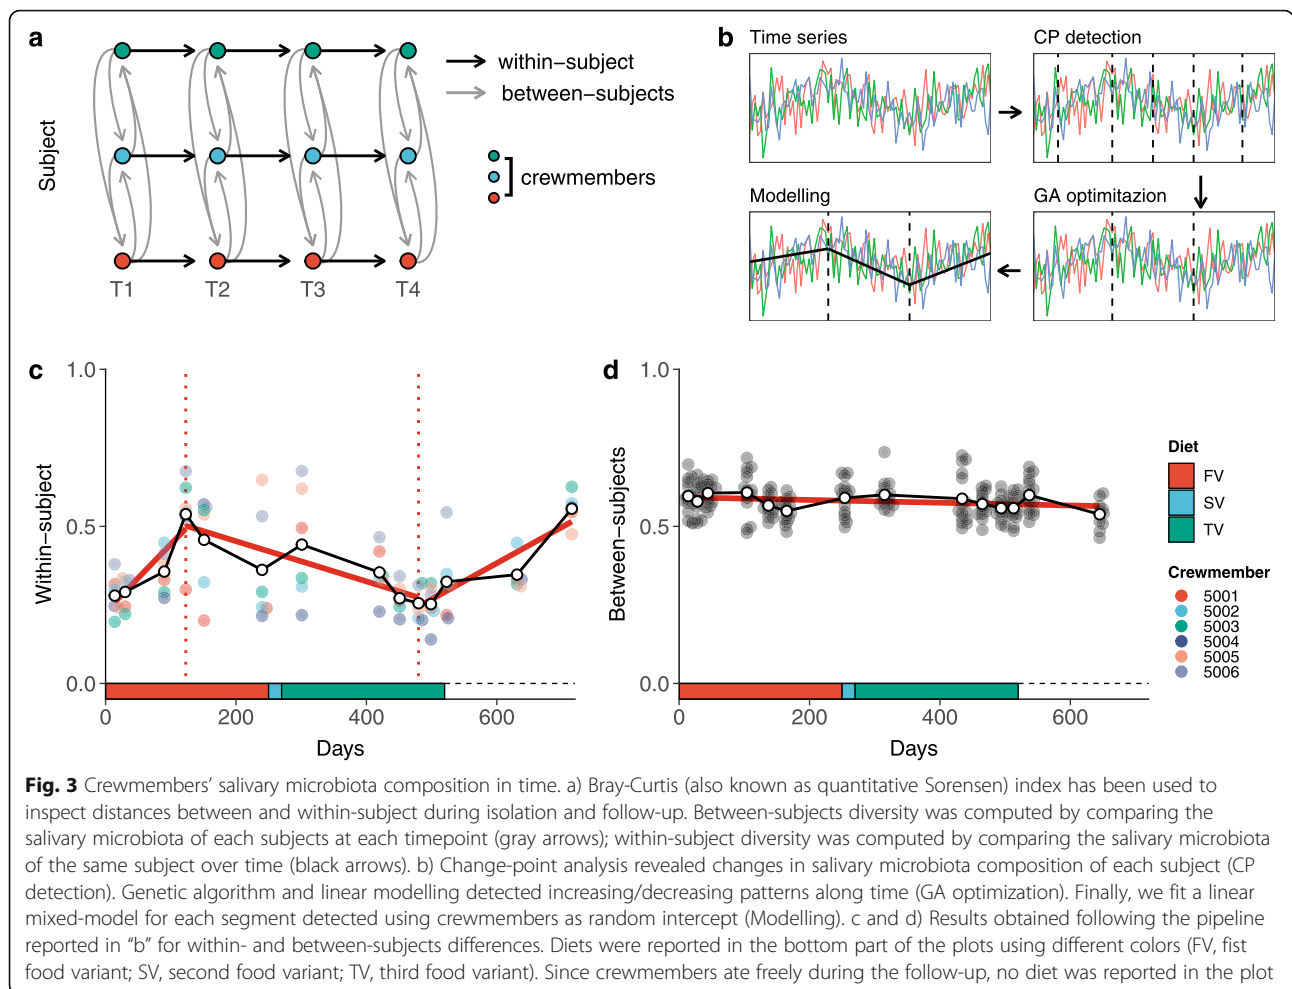 a
Subject
within−subject
between−subjects
crewmembers
T1 T2 T3 T4
b
Time series
CP detection
Modelling
GA optimitazion
c
1.0
0.5
0.0
Within−subject
0 200 400 600
Days
d
1.0
0.5
0.0
Between−subjects
0 200 400 600
Days
Diet
FV
SV
TV
Crewmember
5001
5002
5003
5004
5005
5006
Fig. 3 Crewmembers’ salivary microbiota composition in time. a) Bray-Curtis (also known as quantitative Sorensen) index has been used to
inspect distances between and within-subject during isolation and follow-up. Between-subjects diversity was computed by comparing the
salivary microbiota of each subjects at each timepoint (gray arrows); within-subject diversity was computed by comparing the salivary microbiota
of the same subject over time (black arrows). b) Change-point analysis revealed changes in salivary microbiota composition of each subject (CP
detection). Genetic algorithm and linear modelling detected increasing/decreasing patterns along time (GA optimization). Finally, we fit a linear
mixed-model for each segment detected using crewmembers as random intercept (Modelling). c and d) Results obtained following the pipeline
reported in “b” for within- and between-subjects differences. Diets were reported in the bottom part of the plots using different colors (FV, fist
food variant; SV, second food variant; TV, third food variant). Since crewmembers ate freely during the follow-up, no diet was reported in the plot